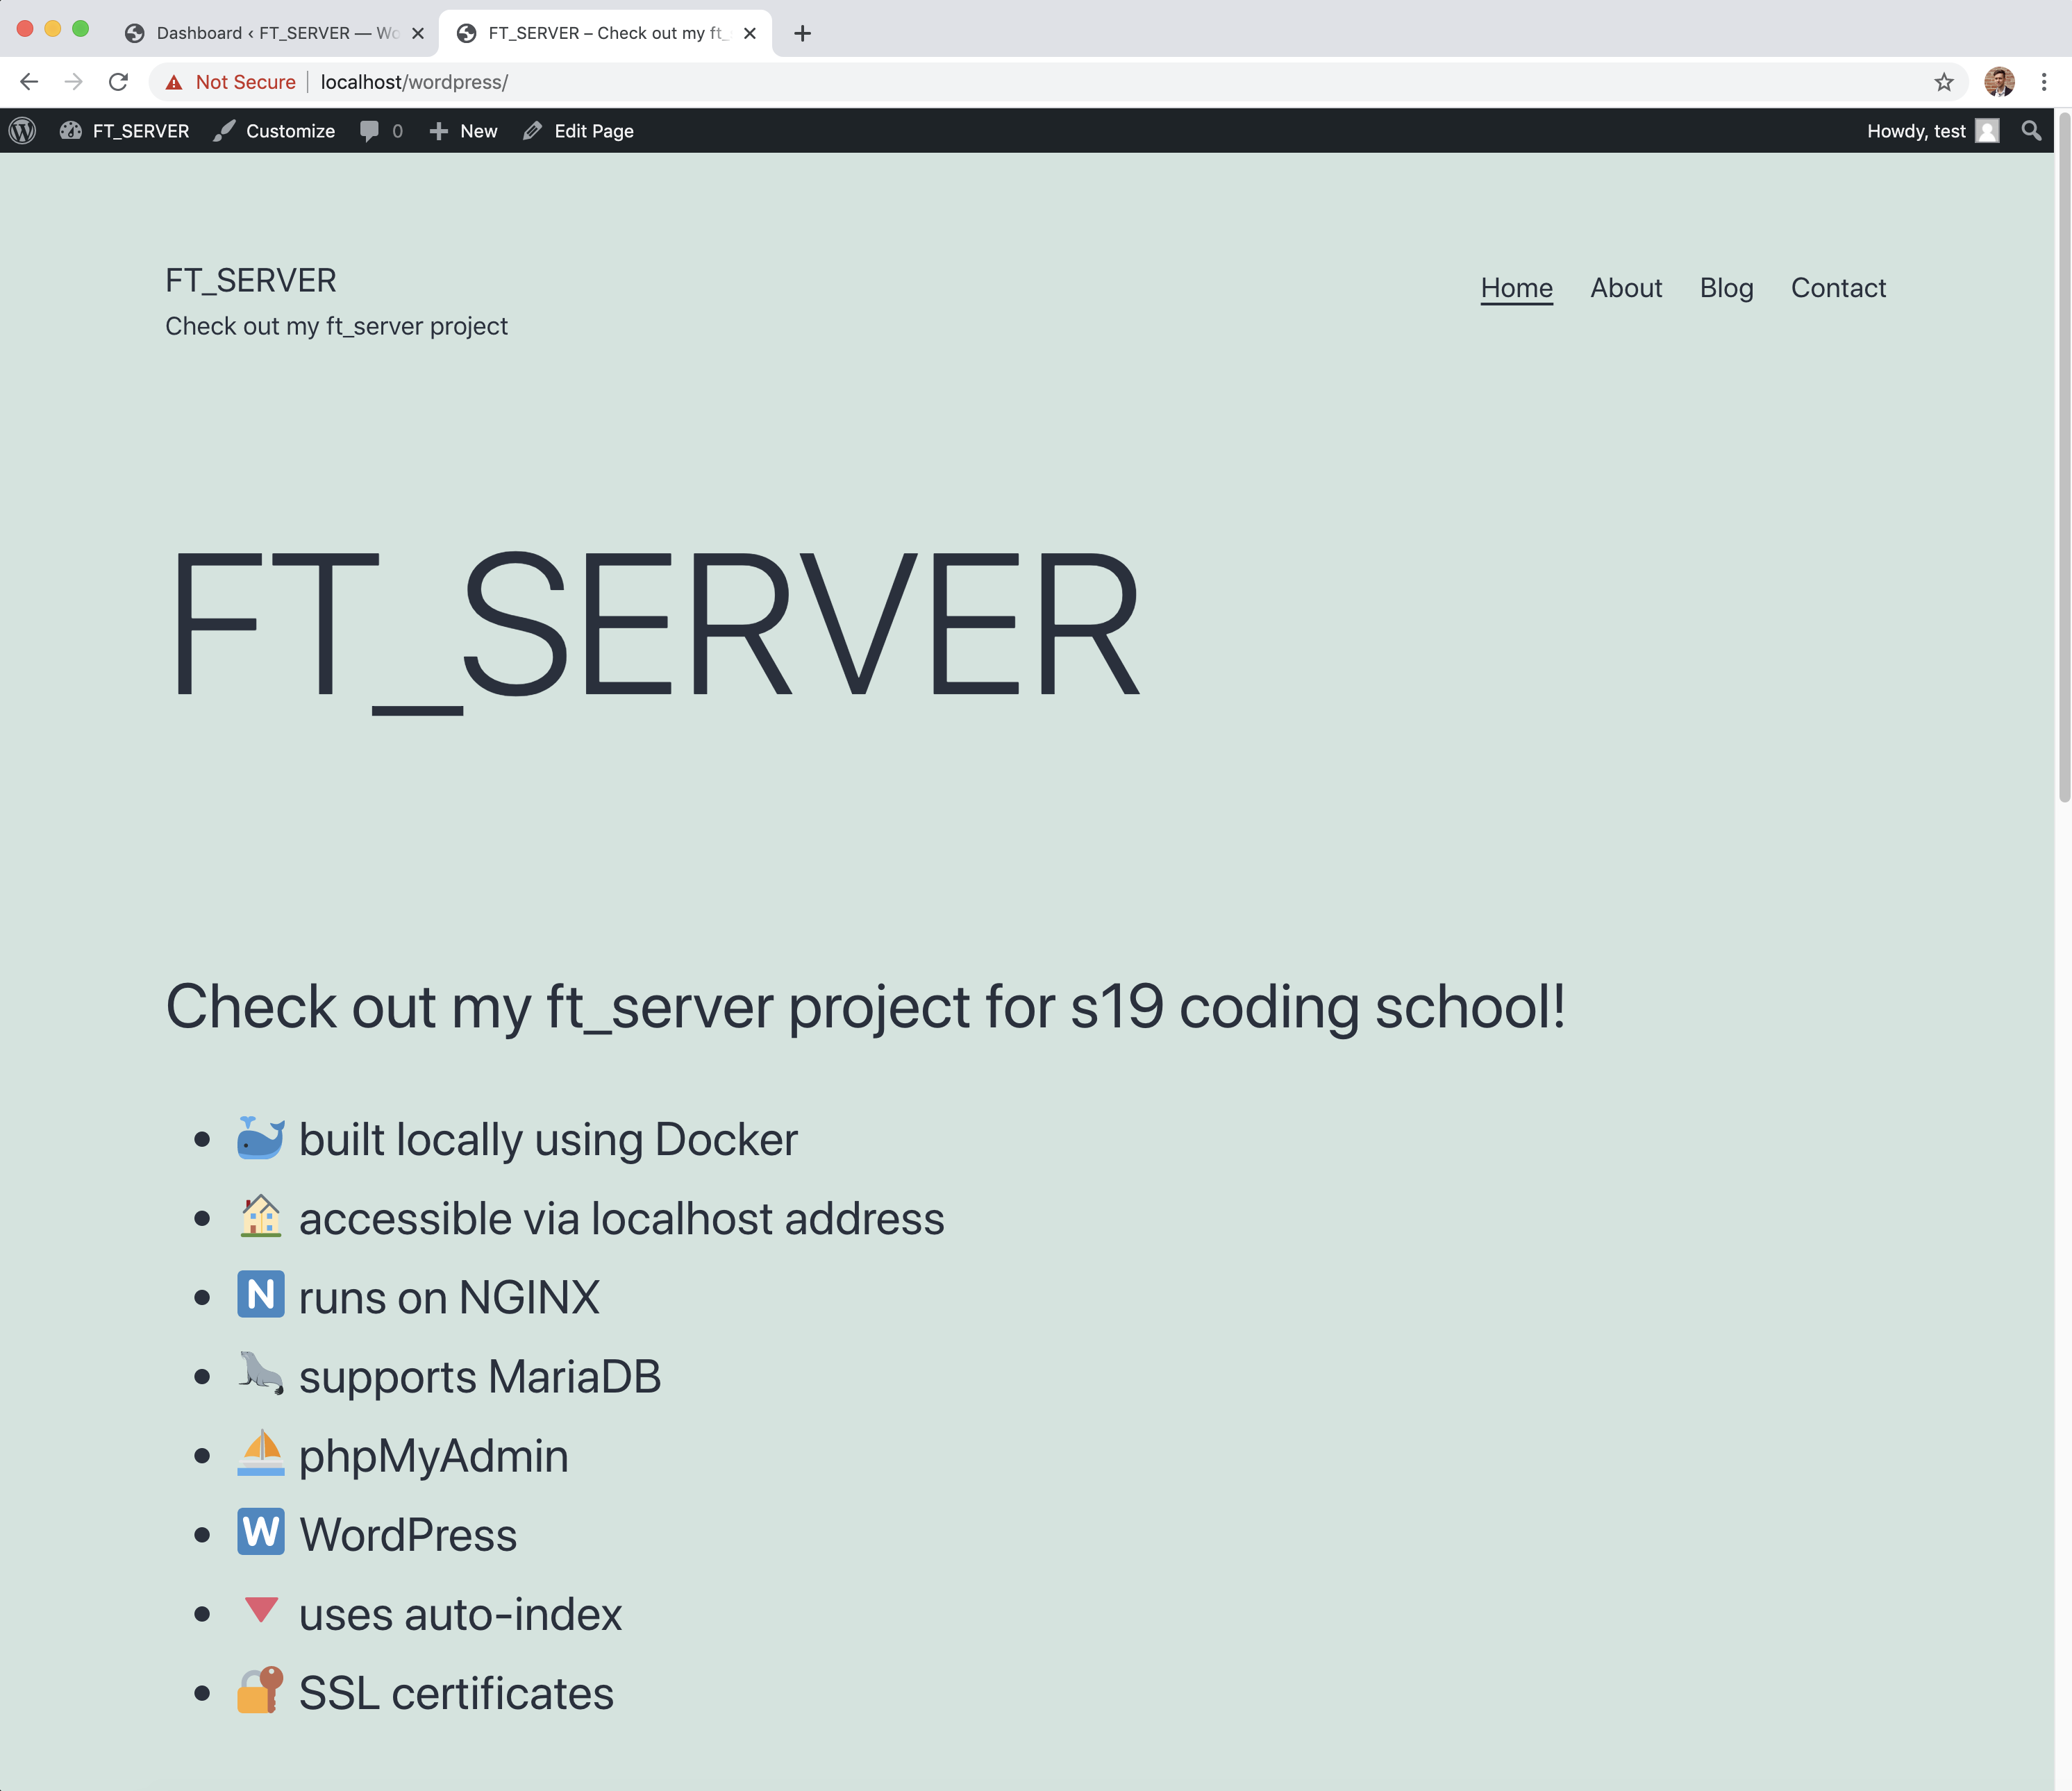 Dashboard ‹ FT_SERVER — Wo
FT_SERVER – Check out my ft_
Not Secure
localhost/wordpress/
FT_SERVER
Customize
0
New
Edit Page
Howdy, test
FT_SERVER
Check out my ft_server project
Home
About
Blog
Contact
FT_SERVER
Check out my ft_server project for s19 coding school!
• 🐳 built locally using Docker
• 🏠 accessible via localhost address
• N runs on NGINX
• supports MariaDB
• ⛵ phpMyAdmin
• W WordPress
• 🔻 uses auto-index
• 🔐 SSL certificates